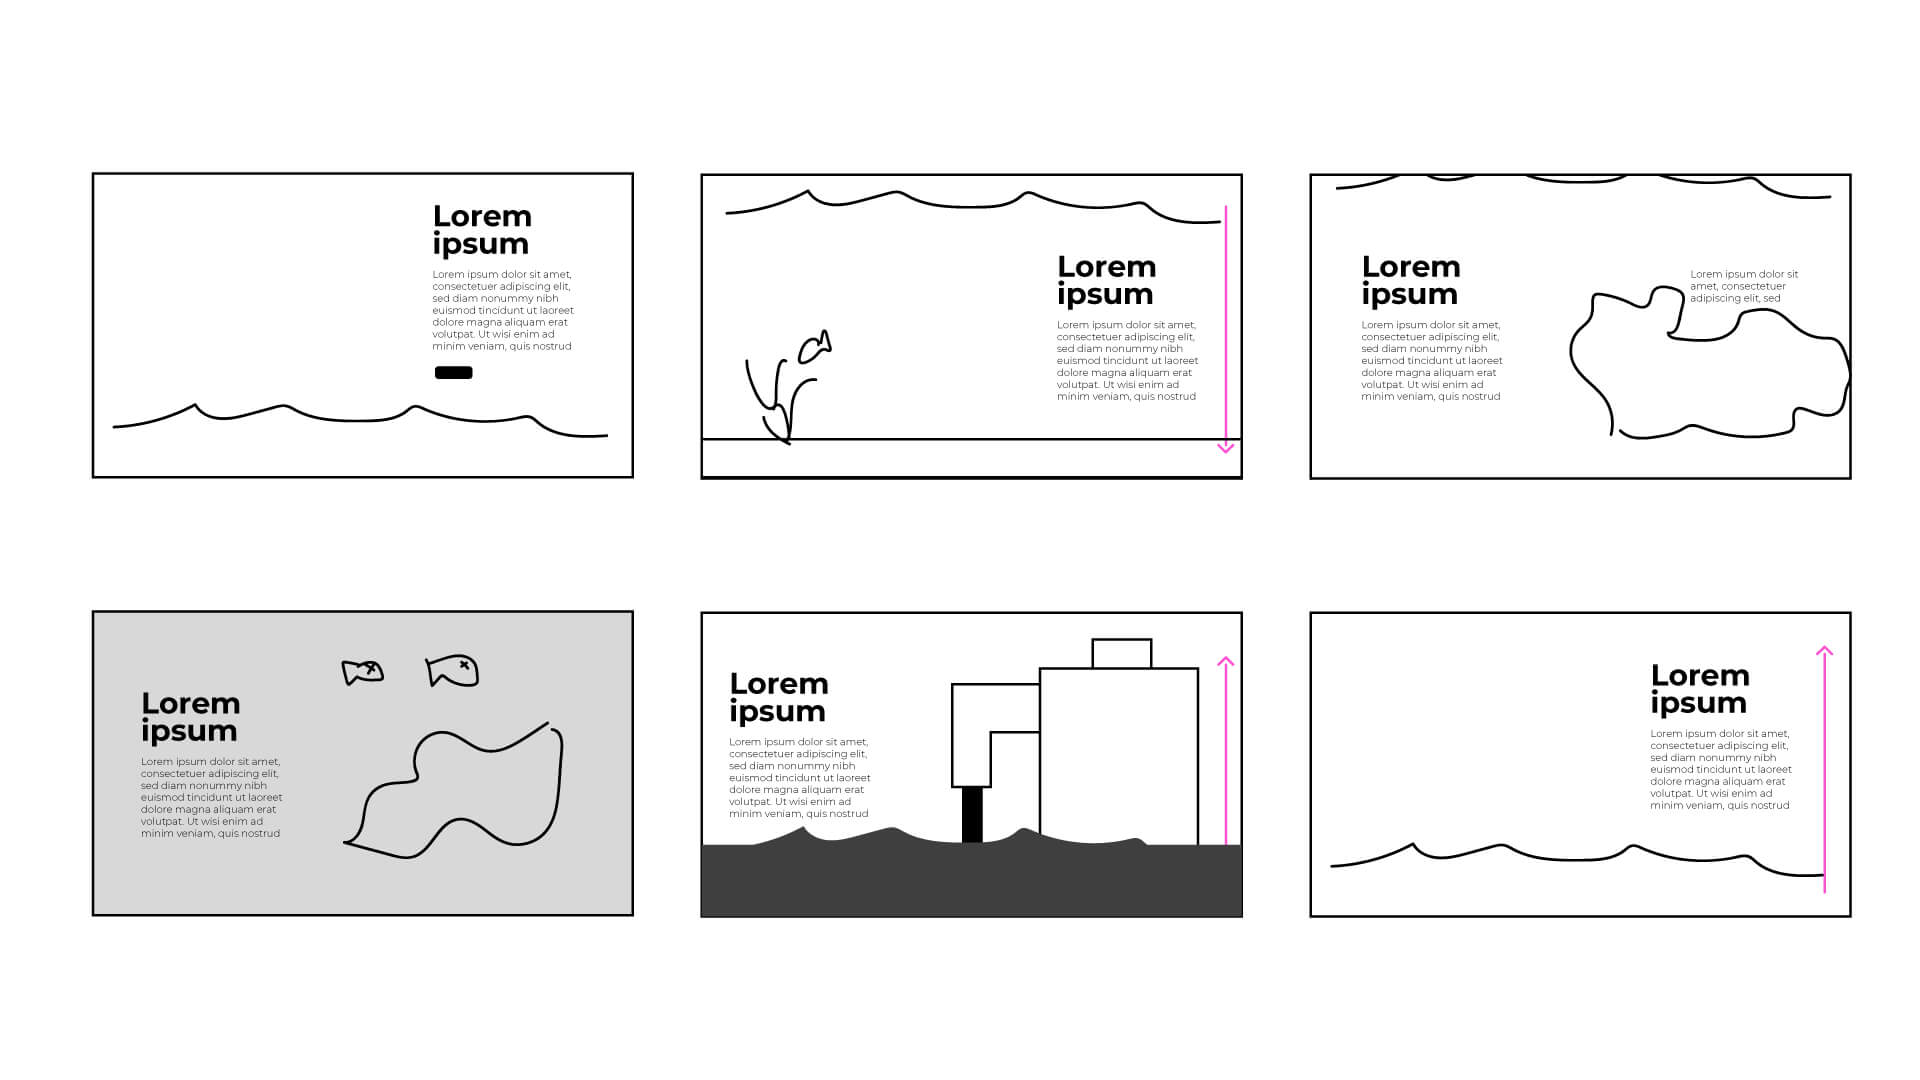 Lorem
ipsum
Lorem ipsum dolor sit amet,
consectetuer adipiscing elit,
sed diam nonummy nibh
euismod tincidunt ut laoreet
dolore magna aliquam erat
volutpat. Ut wisi enim ad
minim veniam, quis nostrud
Lorem
ipsum
Lorem ipsum dolor sit amet,
consectetuer adipiscing elit,
sed diam nonummy nibh
euismod tincidunt ut laoreet
dolore magna aliquam erat
volutpat. Ut wisi enim ad
minim veniam, quis nostrud
Lorem
ipsum
Lorem ipsum dolor sit amet,
consectetuer adipiscing elit,
sed diam nonummy nibh
euismod tincidunt ut laoreet
dolore magna aliquam erat
volutpat. Ut wisi enim ad
minim veniam, quis nostrud
Lorem ipsum dolor sit
amet, consectetuer
adipiscing elit, sed
Lorem
ipsum
Lorem ipsum dolor sit amet,
consectetuer adipiscing elit,
sed diam nonummy nibh
euismod tincidunt ut laoreet
dolore magna aliquam erat
volutpat. Ut wisi enim ad
minim veniam, quis nostrud
Lorem
ipsum
Lorem ipsum dolor sit amet,
consectetuer adipiscing elit,
sed diam nonummy nibh
euismod tincidunt ut laoreet
dolore magna aliquam erat
volutpat. Ut wisi enim ad
minim veniam, quis nostrud
Lorem
ipsum
Lorem ipsum dolor sit amet,
consectetuer adipiscing elit,
sed diam nonummy nibh
euismod tincidunt ut laoreet
dolore magna aliquam erat
volutpat. Ut wisi enim ad
minim veniam, quis nostrud